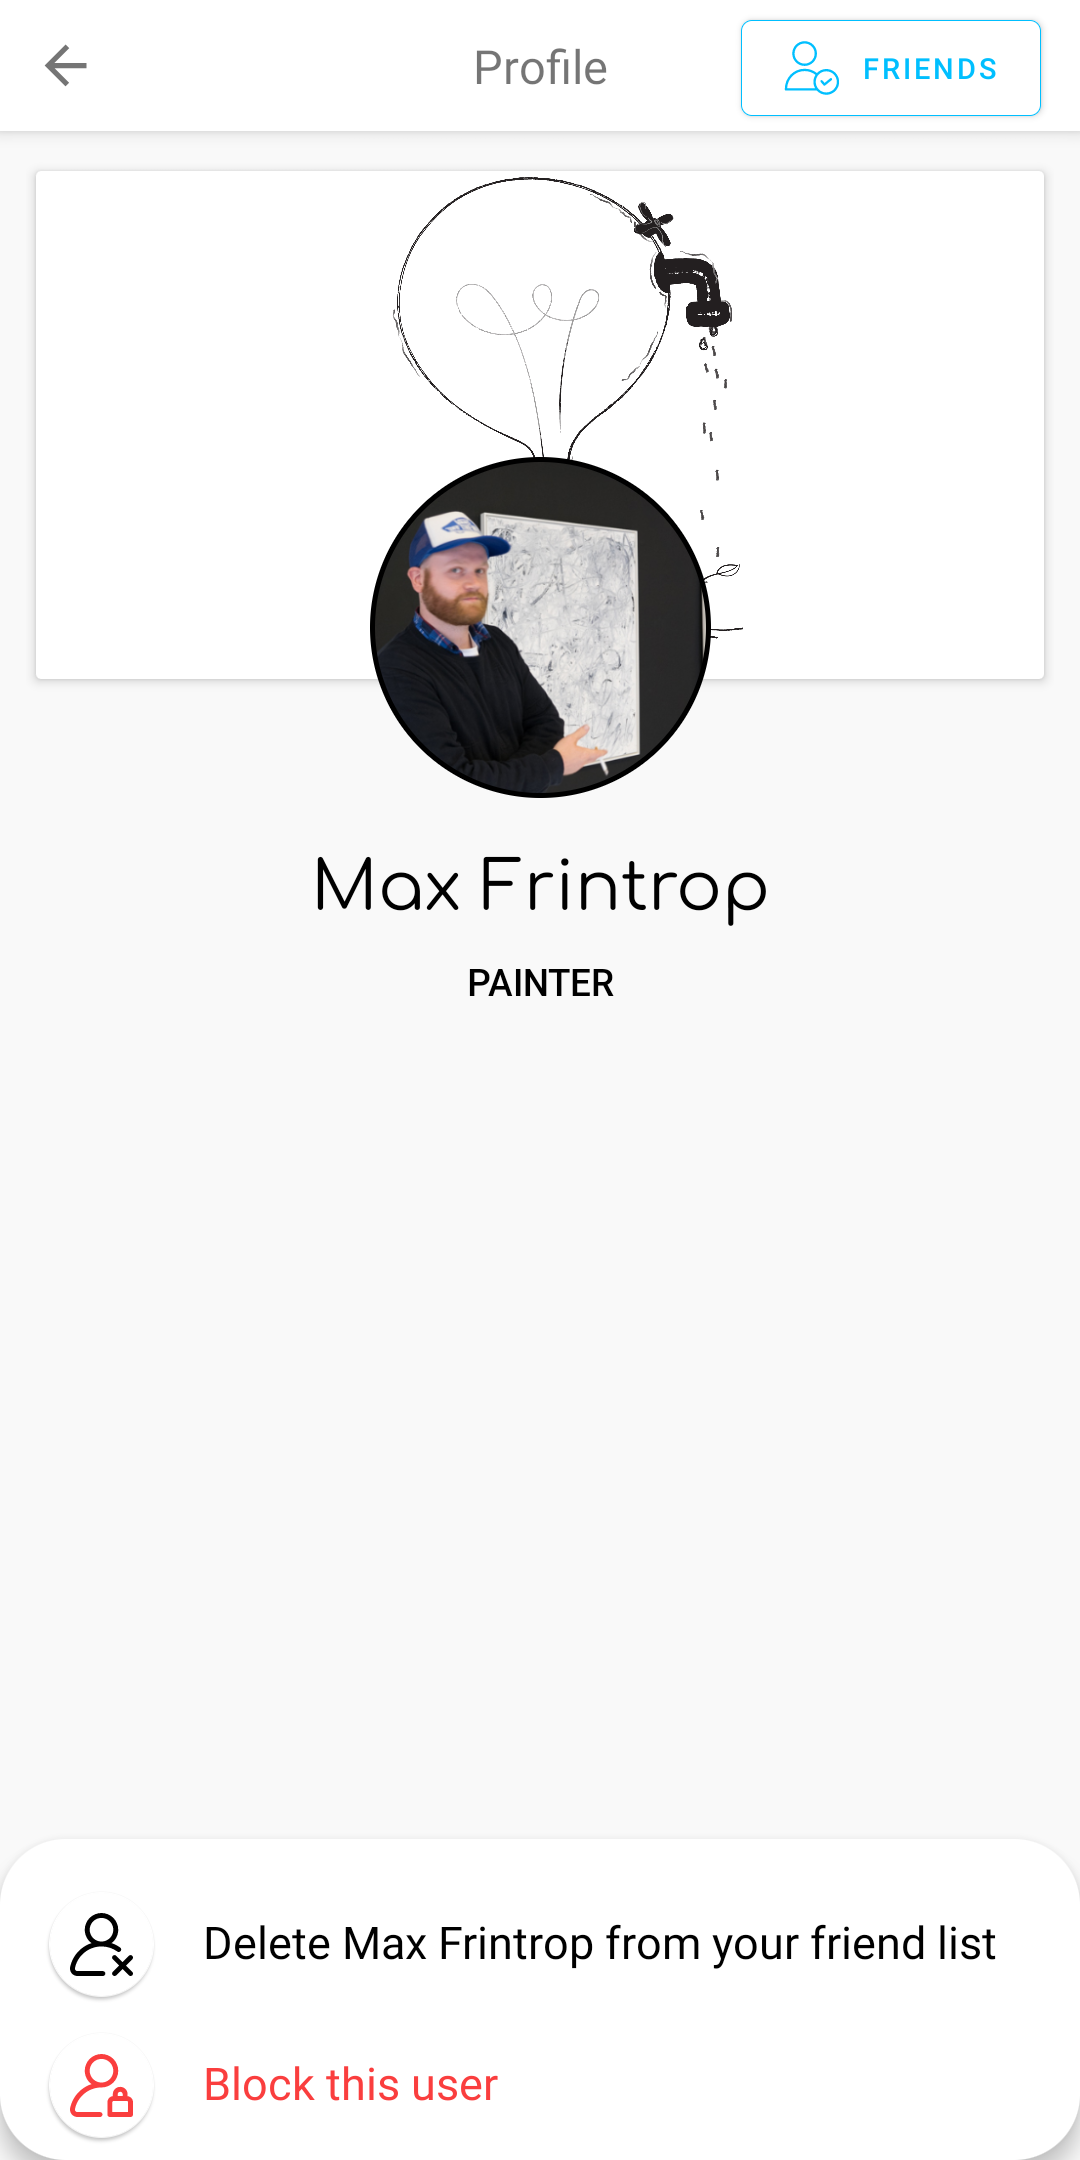 Profile
FRIENDS
Max Frintrop
PAINTER
Delete Max Frintrop from your friend list
Block this user